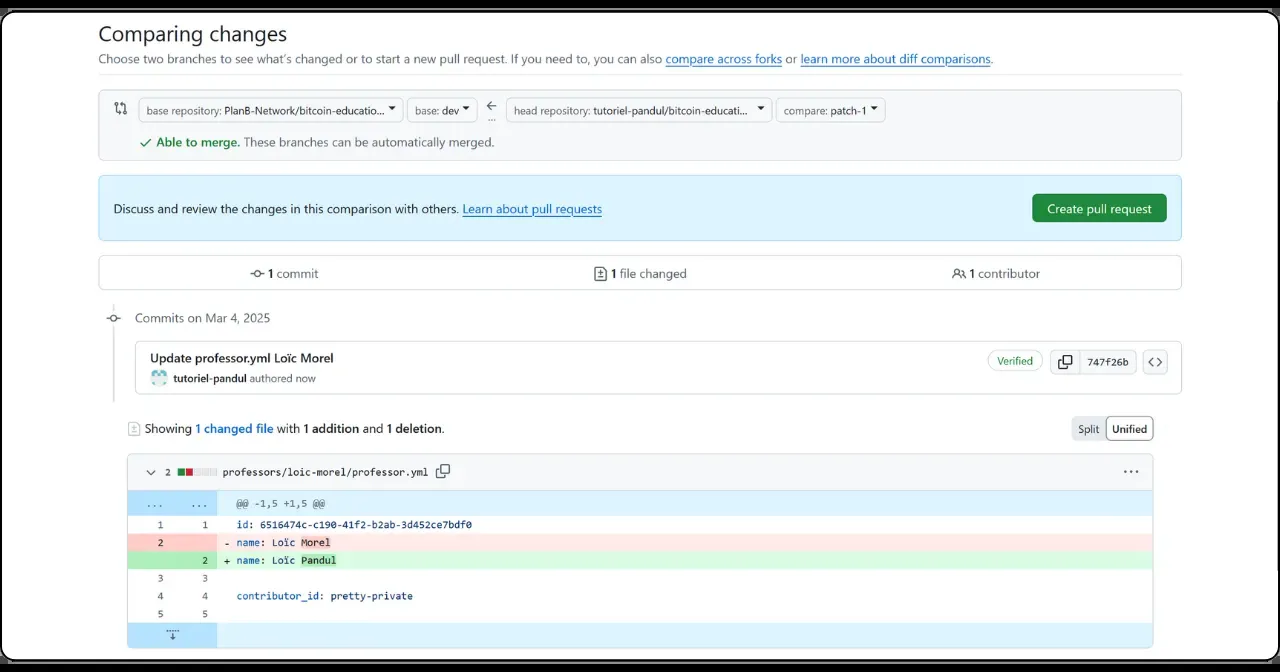 Comparing changes
Choose two branches to see what's changed or to start a new pull request. If you need to, you can also compare across forks or learn more about diff comparisons.
base repository: PlanB-Network/bitcoin-educatio... base: dev ... head repository: tutoriel-pandul/bitcoin-educati... compare: patch-1
Able to merge. These branches can be automatically merged.
Discuss and review the changes in this comparison with others. Learn about pull requests Create pull request
1 commit 1 file changed 1 contributor
Commits on Mar 4, 2025
Update professor.yml Loïc Morel Verified 747f26b
tutoriel-pandul authored now
Showing 1 changed file with 1 addition and 1 deletion. Split Unified
2 professors/loic-morel/professor.yml ...
... ... @@ -1,5 +1,5 @@
1 1 id: 6516474c-c190-41f2-b2ab-3d452ce7bdf0
2 - name: Loïc Morel
2 + name: Loïc Pandul
3 3
4 4 contributor_id: pretty-private
5 5